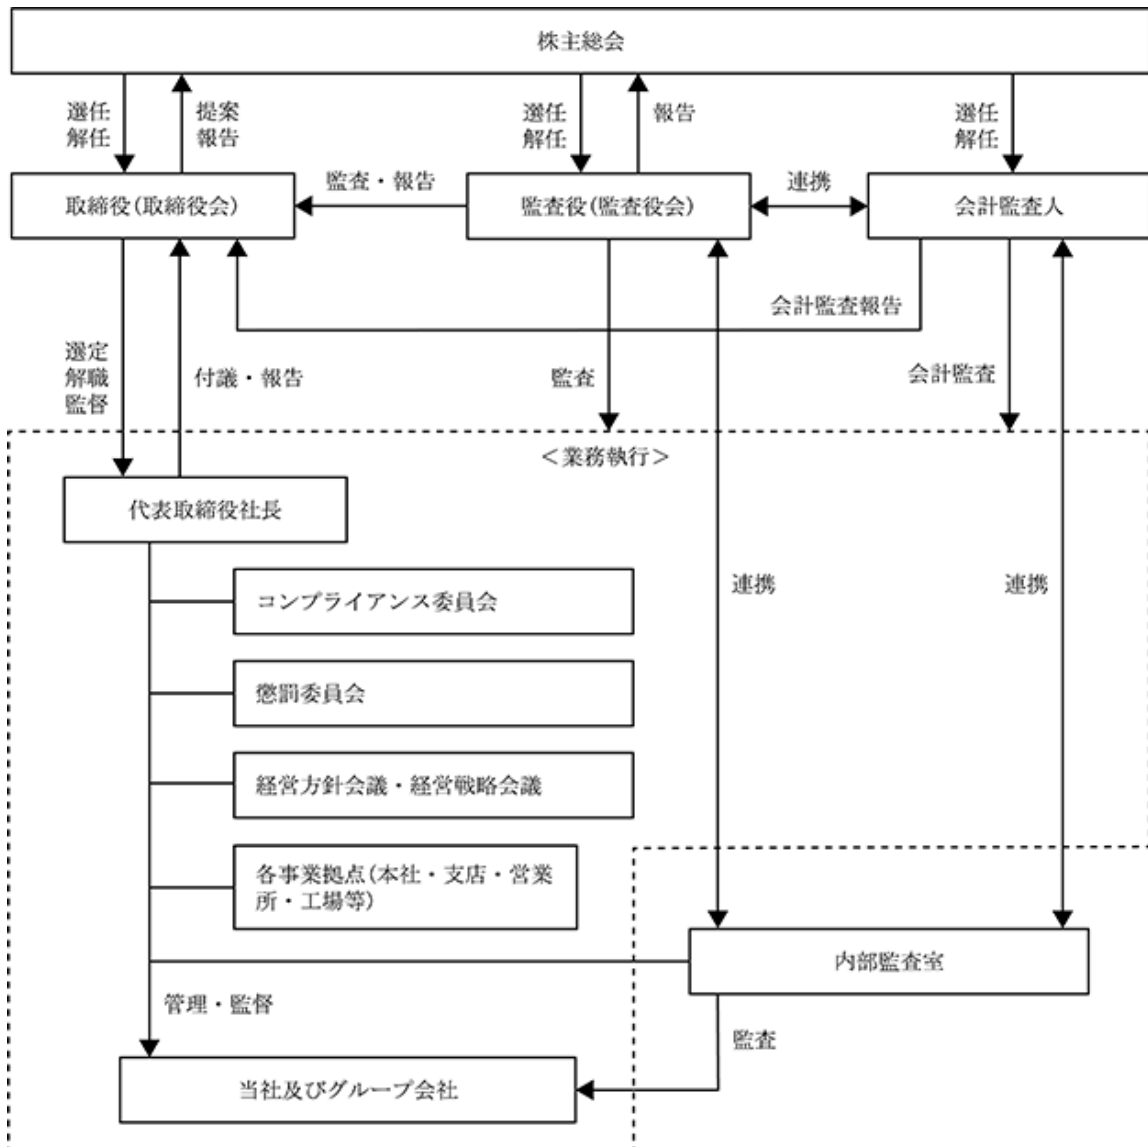 株主総会
選任
解任
提案
報告
選任
解任
報告
選任
解任
取締役(取締役会)
監査・報告
監査役(監査役会)
連携
会計監査人
会計監査報告
選定
解職
監督
付議・報告
監査
会計監査
＜業務執行＞
代表取締役社長
コンプライアンス委員会
連携
連携
懲罰委員会
経営方針会議・経営戦略会議
各事業拠点(本社・支店・営業
所・工場等)
内部監査室
管理・監督
監査
当社及びグループ会社